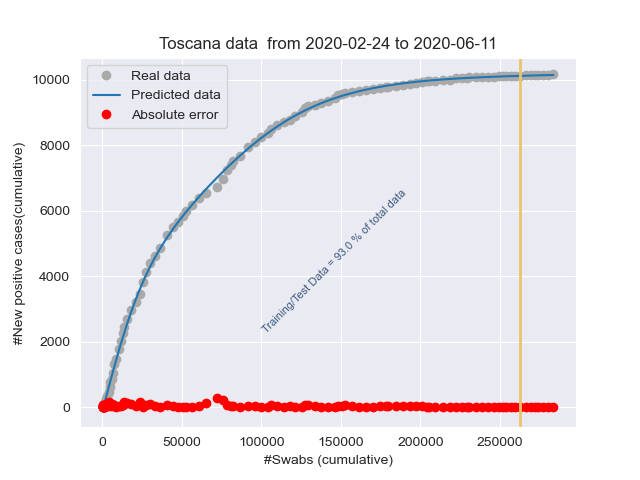 Toscana data  from 2020-02-24 to 2020-06-11
Real data
Predicted data
Absolute error
Training/Test Data = 93.0 % of total data
#New positive cases(cumulative)
10000
8000
6000
4000
2000
0
0
50000
100000
150000
200000
250000
#Swabs (cumulative)